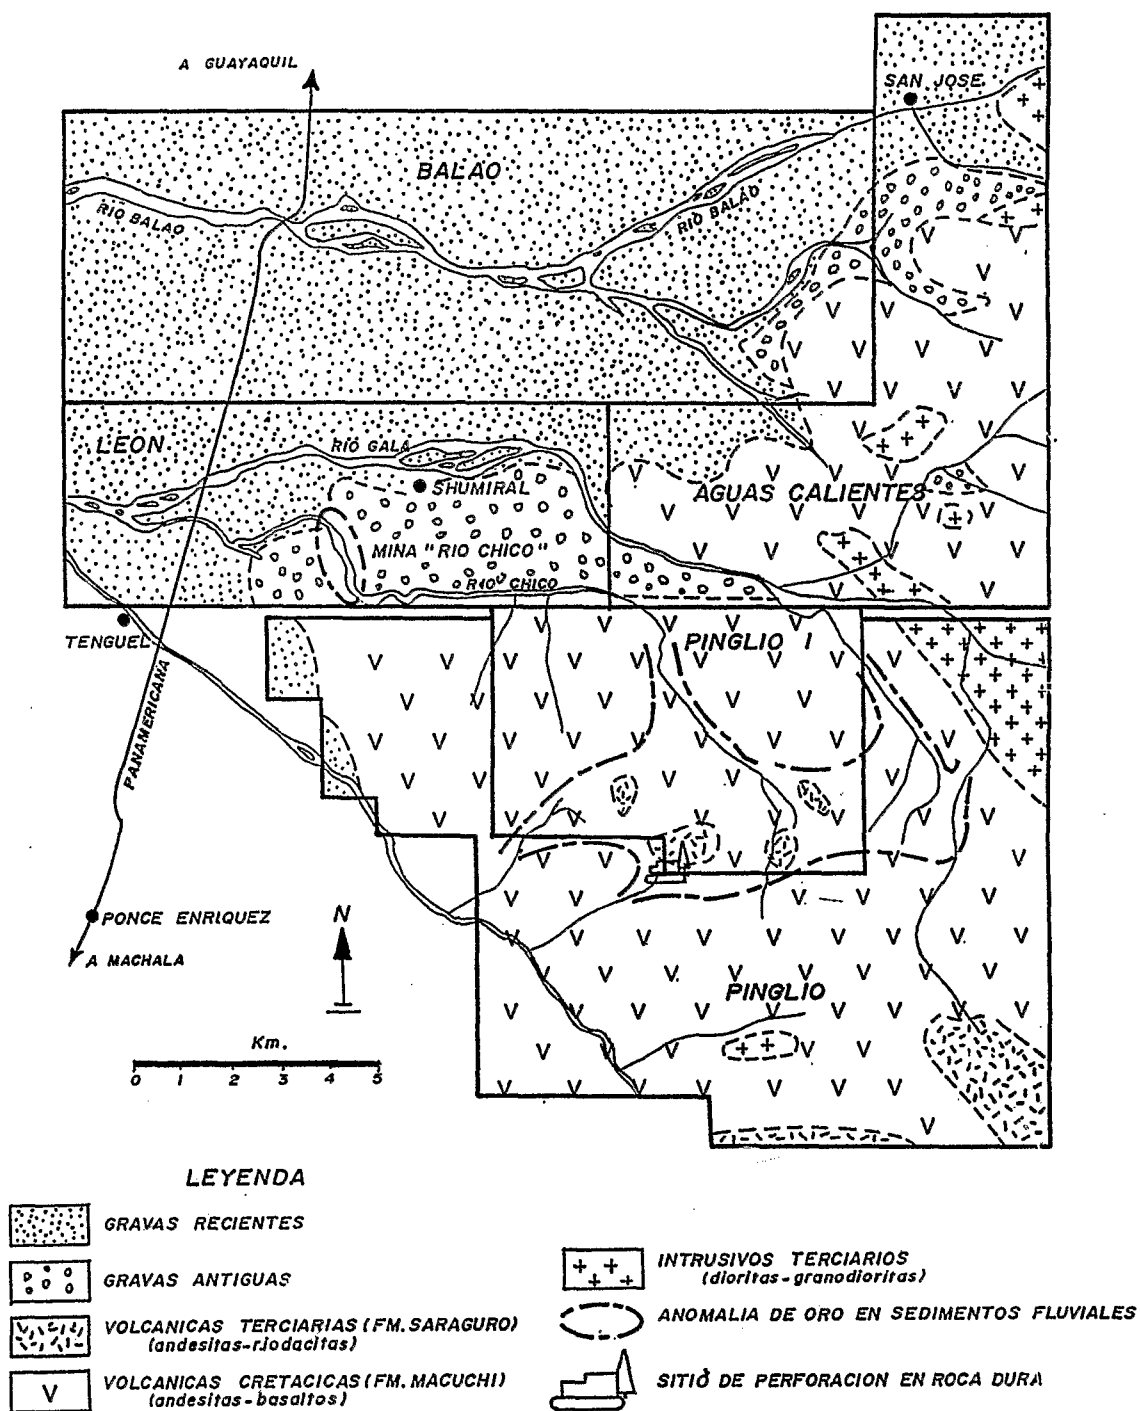 A GUAYAQUIL
SAN JOSE
BALAO
RIO BALAO
RIO BALAO
LEON
RIO GALA
SHUMIRAL
AGUAS CALIENTES
MINA "RIO CHICO"
RIO CHICO
TENGUEL
PINGLIO I
PANAMERICANA
PONCE ENRIQUEZ
A MACHALA
N
PINGLIO
Km.
0 1 2 3 4 5
LEYENDA
GRAVAS RECIENTES
GRAVAS ANTIGUAS
VOLCANICAS TERCIARIAS (FM. SARAGURO)
(andesitas-riodacitas)
V VOLCANICAS CRETACICAS (FM. MACUCHI)
(andesitas-basaltos)
INTRUSIVOS TERCIARIOS
(dioritas-granodioritas)
ANOMALIA DE ORO EN SEDIMENTOS FLUVIALES
SITIO DE PERFORACION EN ROCA DURA